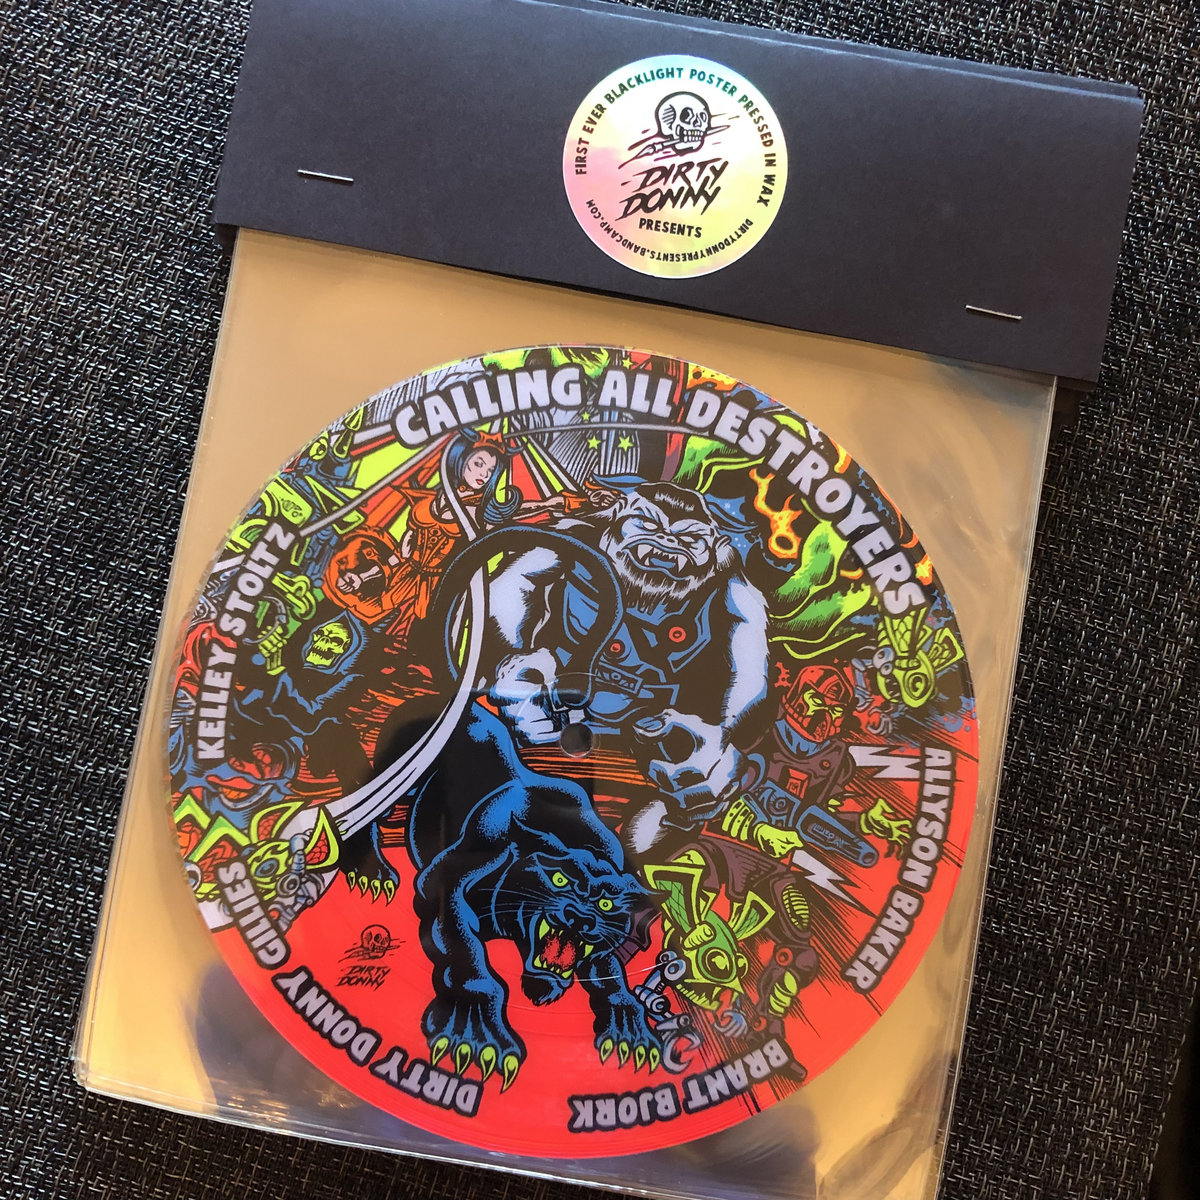 FIRST EVER BLACKLIGHT POSTER PRESSED IN WAX
DIRTY
DONNY
PRESENTS
DIRTYDONNYPRESENTS.BANDCAMP.COM
CALLING ALL DESTROYERS
KELLEY STOLTZ
ALLYSON BAKER
DIRTY DONNY GILLIES
BRANT BJORK
DIRTY
DONNY